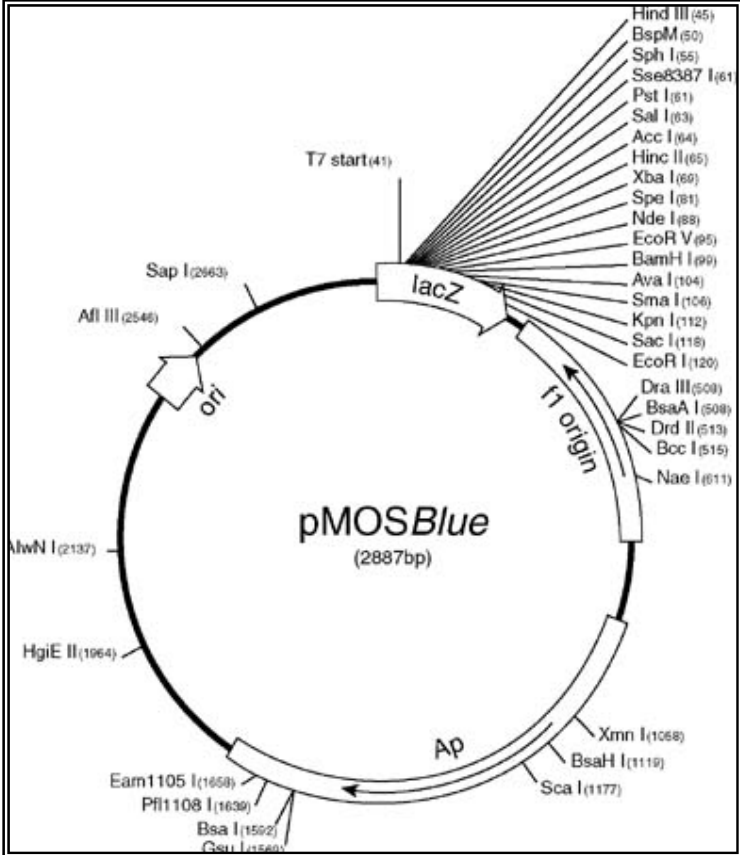 Hind III(45)
BspM(50)
Sph I(55)
Sse8387 I(61)
Pst I(61)
Sal I(63)
Acc I(64)
Hinc II(65)
Xba I(69)
Spe I(81)
Nde I(88)
EcoR V(95)
BamH I(99)
Ava I(104)
Sma I(106)
Kpn I(112)
Sac I(118)
EcoR I(120)
T7 start(41)
lacZ
Sap I(2663)
Afl III(2546)
ori
f1 origin
Dra III(508)
BsaA I(508)
Drd II(513)
Bcc I(515)
Nae I(611)
pMOSBlue
(2887bp)
AlwN I(2137)
HgiE II(1964)
Ap
Xmn I(1058)
BsaH I(1119)
Sca I(1177)
Eam1105 I(1658)
Pfl1108 I(1639)
Bsa I(1592)
Gsu I(1569)